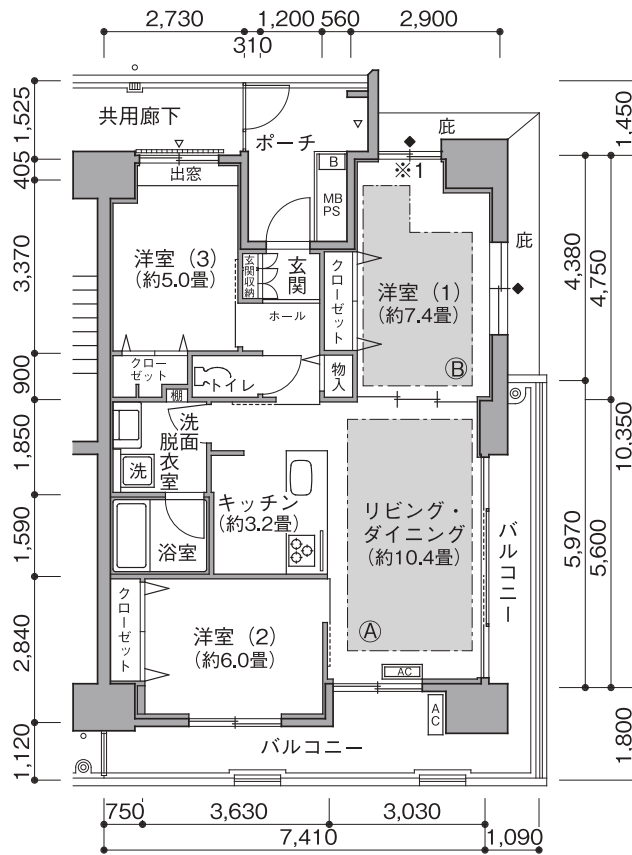 2,730 1,200 560 2,900
310
1,525
405
3,370
900
1,850
1,590
2,840
1,120
共用廊下
ポーチ
庇
B
MB
PS
※1
出窓
洋室（3）
（約5.0畳）
玄関収納
玄関
ホール
クローゼット
洋室（1）
（約7.4畳）
庇
Ⓑ
クロー
ゼット
トイレ
物入
棚
洗面
脱衣室
洗
キッチン
（約3.2畳）
リビング・
ダイニング
（約10.4畳）
バルコニー
浴室
Ⓐ
クローゼット
洋室（2）
（約6.0畳）
AC
AC
バルコニー
1,450
4,380
4,750
10,350
5,970
5,600
1,800
750 3,630 3,030
7,410 1,090